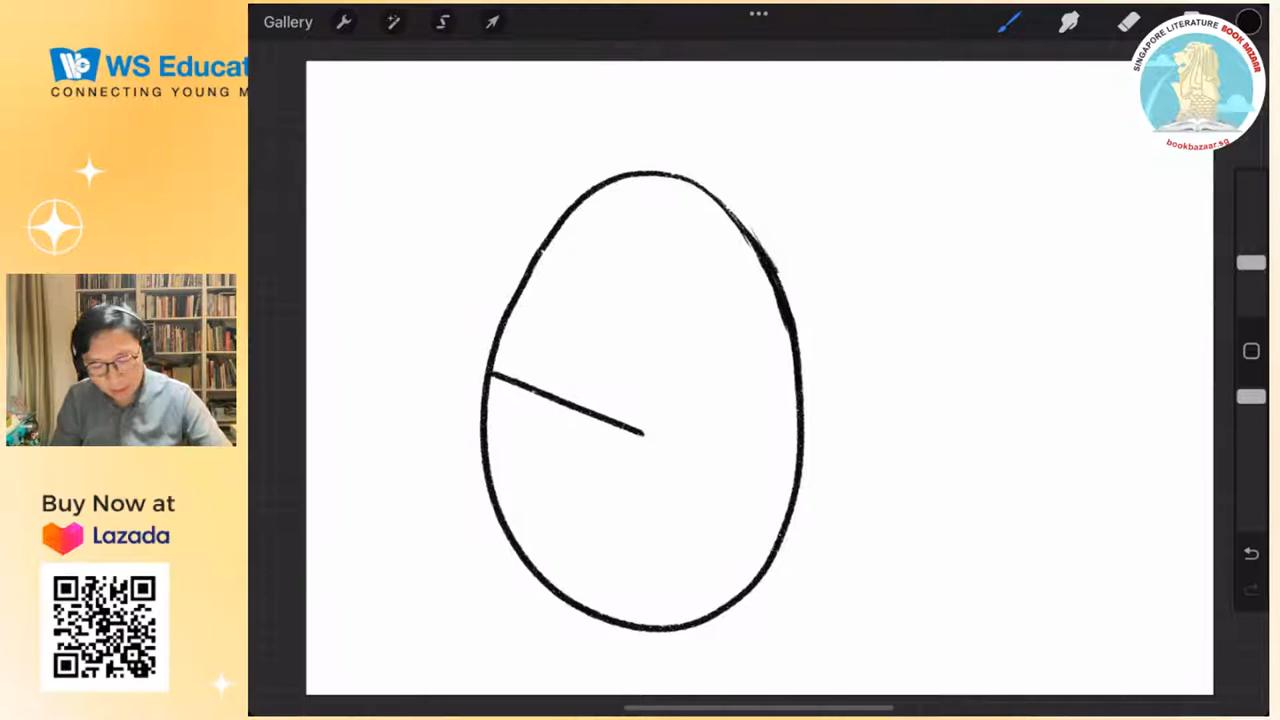 Gallery
WS Educat
CONNECTING YOUNG M
SINGAPORE LITERATURE BOOK BAZAAR
bookbazaar.sg
Buy Now at
Lazada